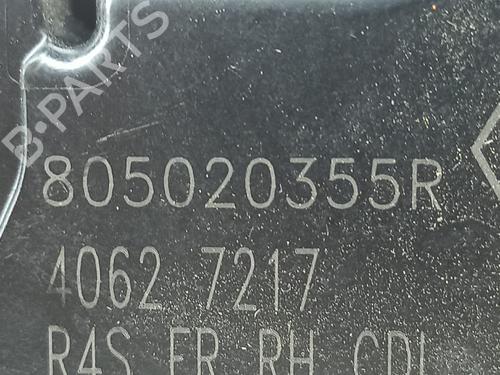 B-PARTS
805020355R
4062 7217
R4S FR RH CDL